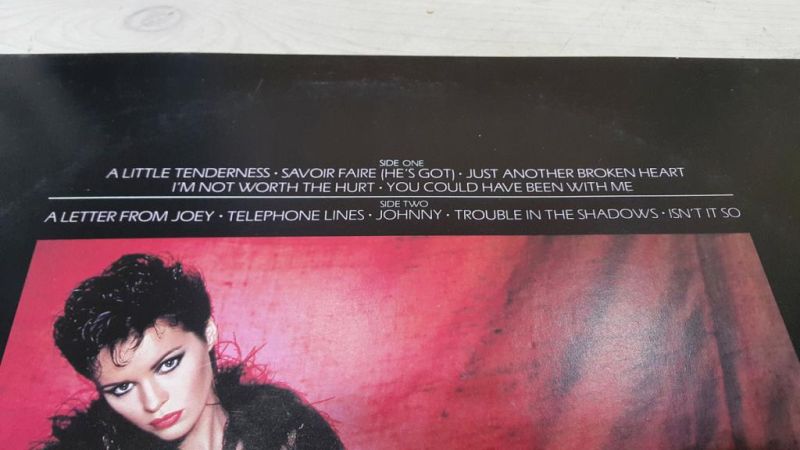 SIDE ONE
A LITTLE TENDERNESS · SAVOIR FAIRE (HE'S GOT) · JUST ANOTHER BROKEN HEART
I'M NOT WORTH THE HURT · YOU COULD HAVE BEEN WITH ME
SIDE TWO
A LETTER FROM JOEY · TELEPHONE LINES · JOHNNY · TROUBLE IN THE SHADOWS · ISN'T IT SO